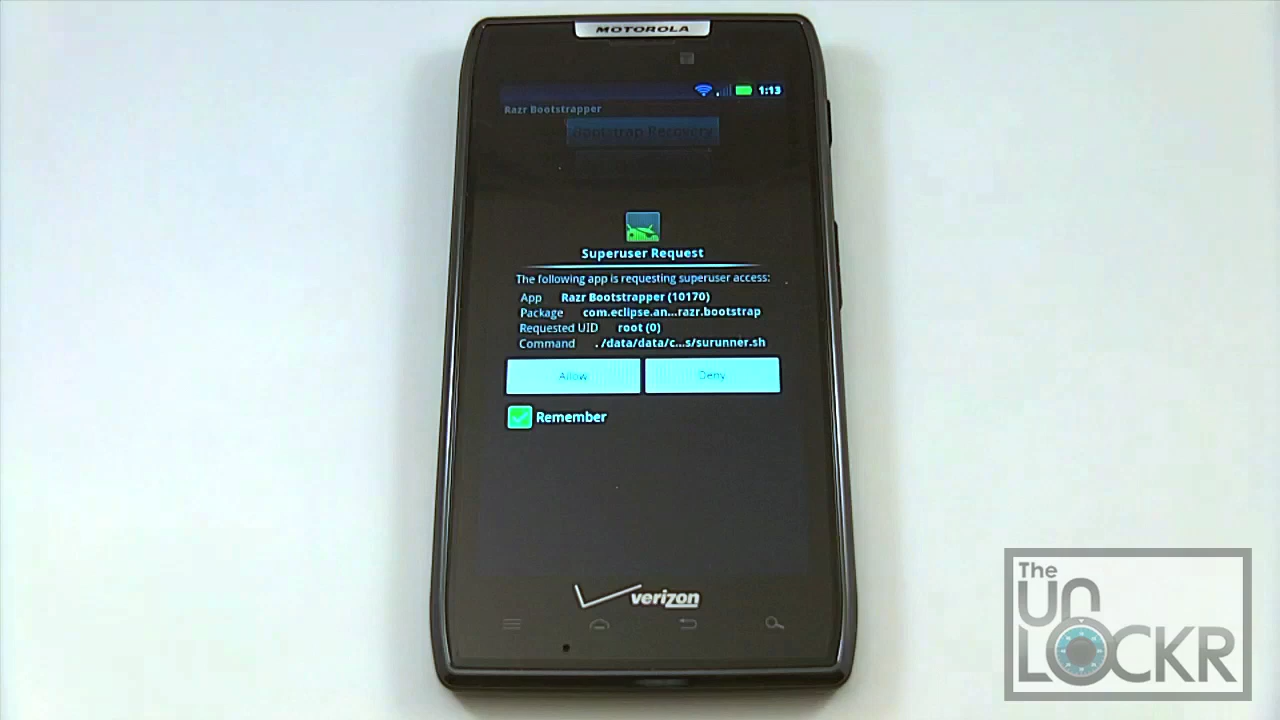 MOTOROLA
1:13
Razr Bootstrapper
Bootstrap Recovery
Superuser Request
The following app is requesting superuser access:
App Razr Bootstrapper (10170)
Package com.eclipse.an...razr.bootstrap
Requested UID root (0)
Command . /data/data/c...s/surunner.sh
Allow Deny
Remember
verizon
The
UN
LOCKR